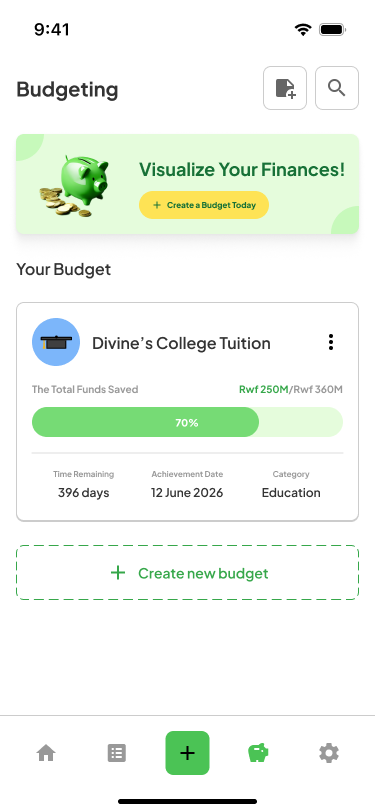 9:41
Budgeting
Visualize Your Finances!
+ Create a Budget Today
Your Budget
Divine’s College Tuition
The Total Funds Saved
Rwf 250M/Rwf 360M
70%
Time Remaining
Achievement Date
Category
396 days
12 June 2026
Education
+ Create new budget